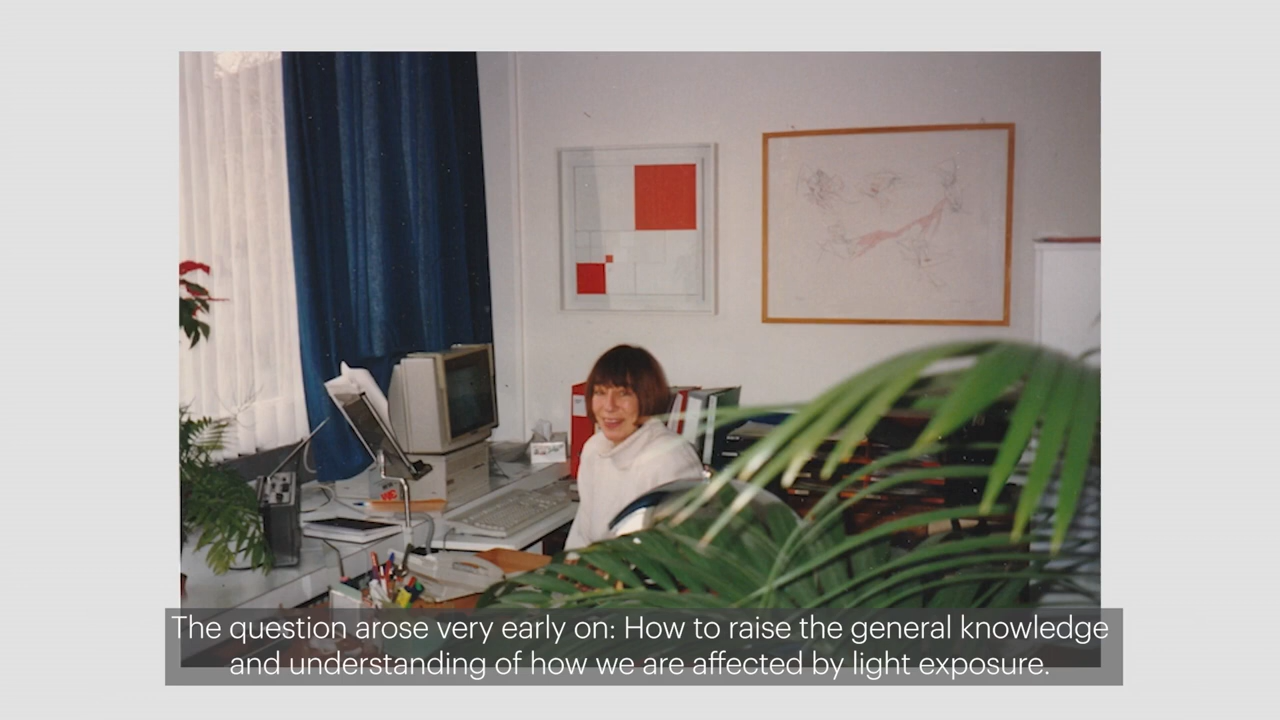 The question arose very early on: How to raise the general knowledge
and understanding of how we are affected by light exposure.